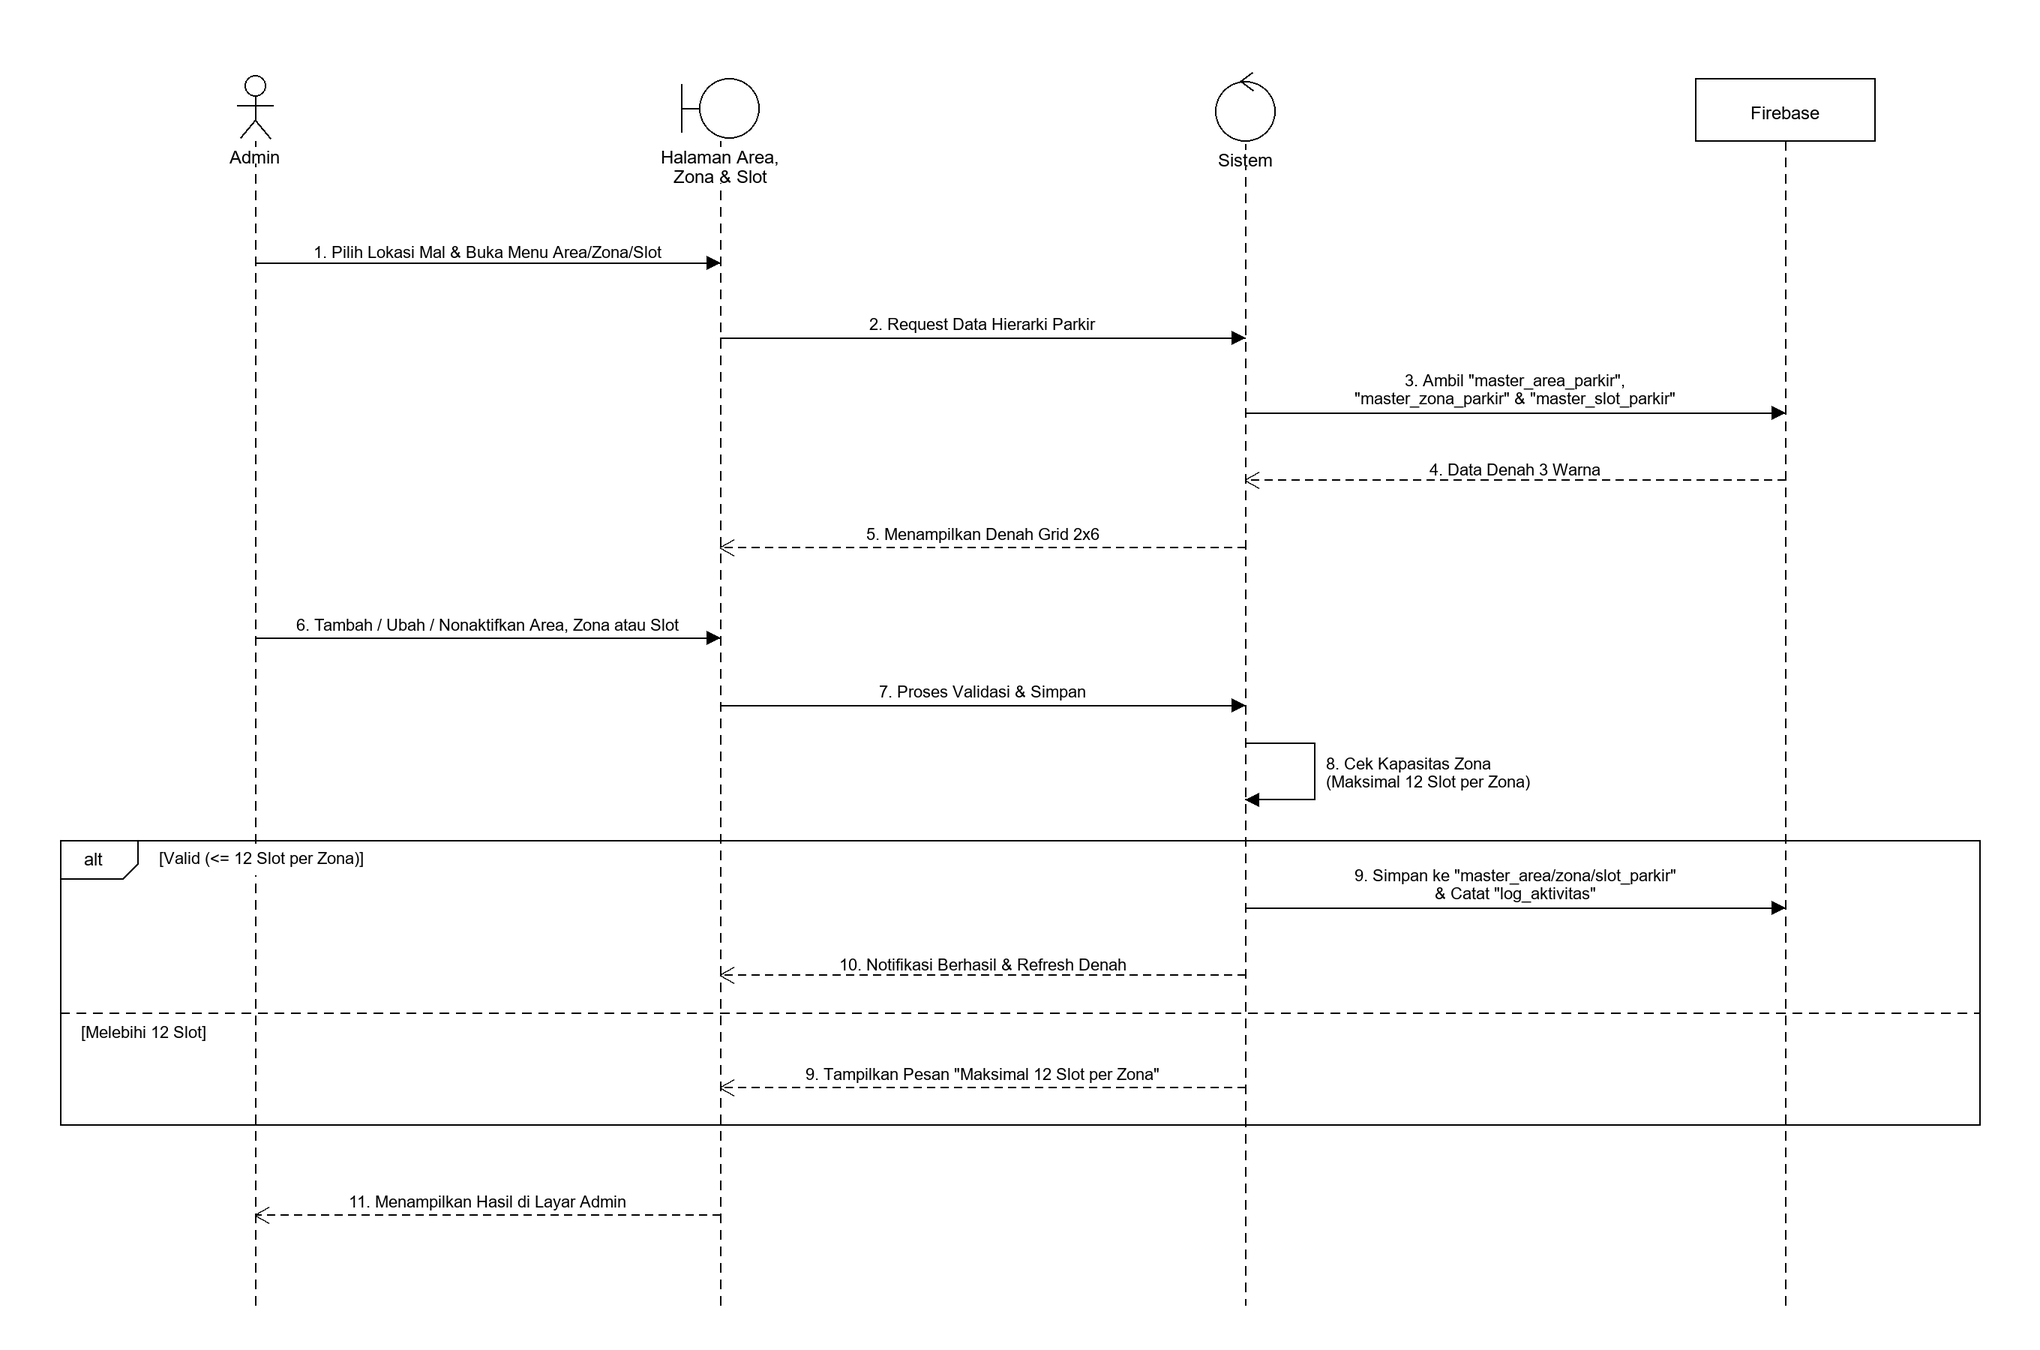 Admin
Halaman Area,
Zona & Slot
Sistem
Firebase
1. Pilih Lokasi Mal & Buka Menu Area/Zona/Slot
2. Request Data Hierarki Parkir
3. Ambil "master_area_parkir",
"master_zona_parkir" & "master_slot_parkir"
4. Data Denah 3 Warna
5. Menampilkan Denah Grid 2x6
6. Tambah / Ubah / Nonaktifkan Area, Zona atau Slot
7. Proses Validasi & Simpan
8. Cek Kapasitas Zona
(Maksimal 12 Slot per Zona)
alt
[Valid (<= 12 Slot per Zona)]
9. Simpan ke "master_area/zona/slot_parkir"
& Catat "log_aktivitas"
10. Notifikasi Berhasil & Refresh Denah
[Melebihi 12 Slot]
9. Tampilkan Pesan "Maksimal 12 Slot per Zona"
11. Menampilkan Hasil di Layar Admin